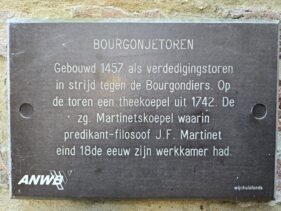 BOURGONJETOREN
Gebouwd 1457 als verdedigingstoren
in strijd tegen de Bourgondiers. Op
de toren een theekoepel uit 1742. De
zg. Martinetskoepel waarin
predikant-filosoof J.F. Martinet
eind 18de eeuw zijn werkkamer had.
ANWB
wijnhuisfonds